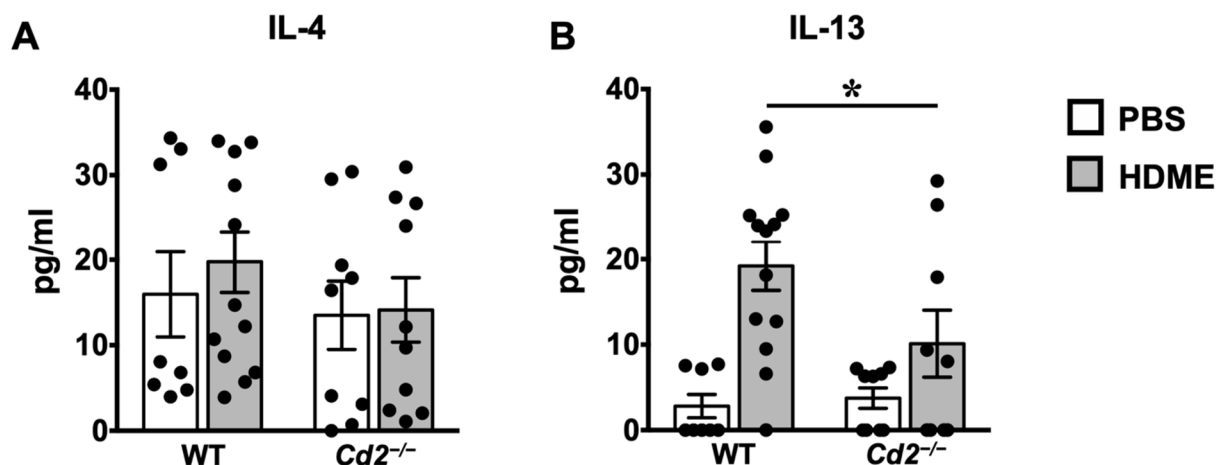 A
IL-4
pg/ml
40
30
20
10
0
WT
Cd2⁻/⁻
B
IL-13
*
pg/ml
40
30
20
10
0
WT
Cd2⁻/⁻
PBS
HDME